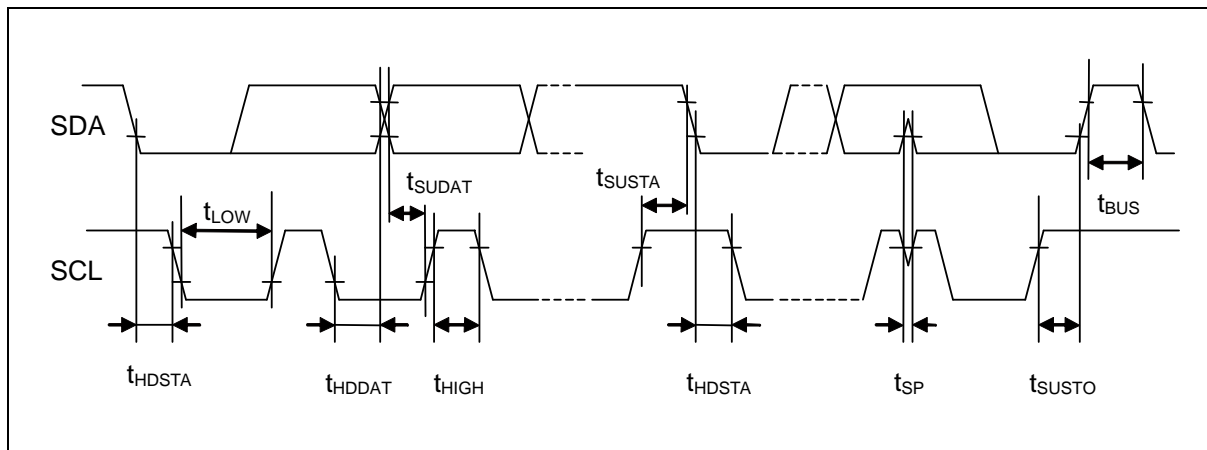 SDA
tSUDAT
tSUSTA
tBUS
tLOW
SCL
tHDSTA
tHDDAT
tHIGH
tHDSTA
tSP
tSUSTO